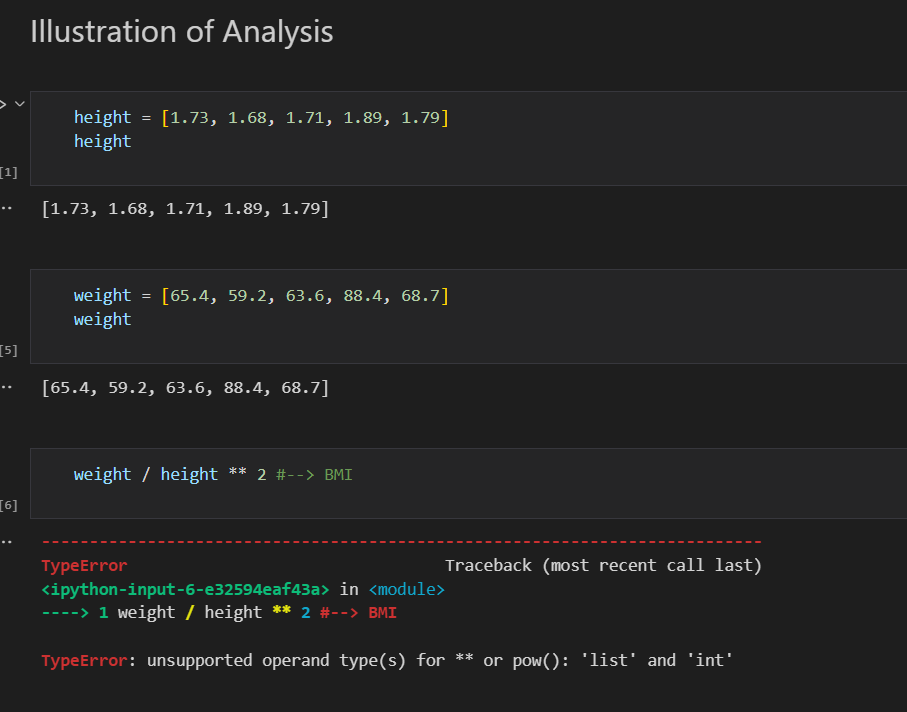 Illustration of Analysis
height = [1.73, 1.68, 1.71, 1.89, 1.79]
height
[1]
[1.73, 1.68, 1.71, 1.89, 1.79]
weight = [65.4, 59.2, 63.6, 88.4, 68.7]
weight
[5]
[65.4, 59.2, 63.6, 88.4, 68.7]
weight / height ** 2 #--> BMI
[6]
---------------------------------------------------------------------------
TypeError                                 Traceback (most recent call last)
<ipython-input-6-e32594eaf43a> in <module>
----> 1 weight / height ** 2 #--> BMI
TypeError: unsupported operand type(s) for ** or pow(): 'list' and 'int'